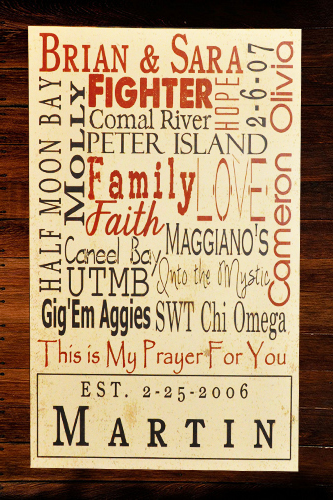 BRIAN & SARA
HALF MOON BAY
MOLLY
FIGHTER
HOPE
2-6-07
Olivia
Cameron
Comal River
PETER ISLAND
Family
LOVE
Faith
MAGGIANO'S
Caneel Bay
Into the Mystic
UTMB
Gig'Em Aggies
SWT Chi Omega
This is My Prayer For You
EST. 2-25-2006
MARTIN